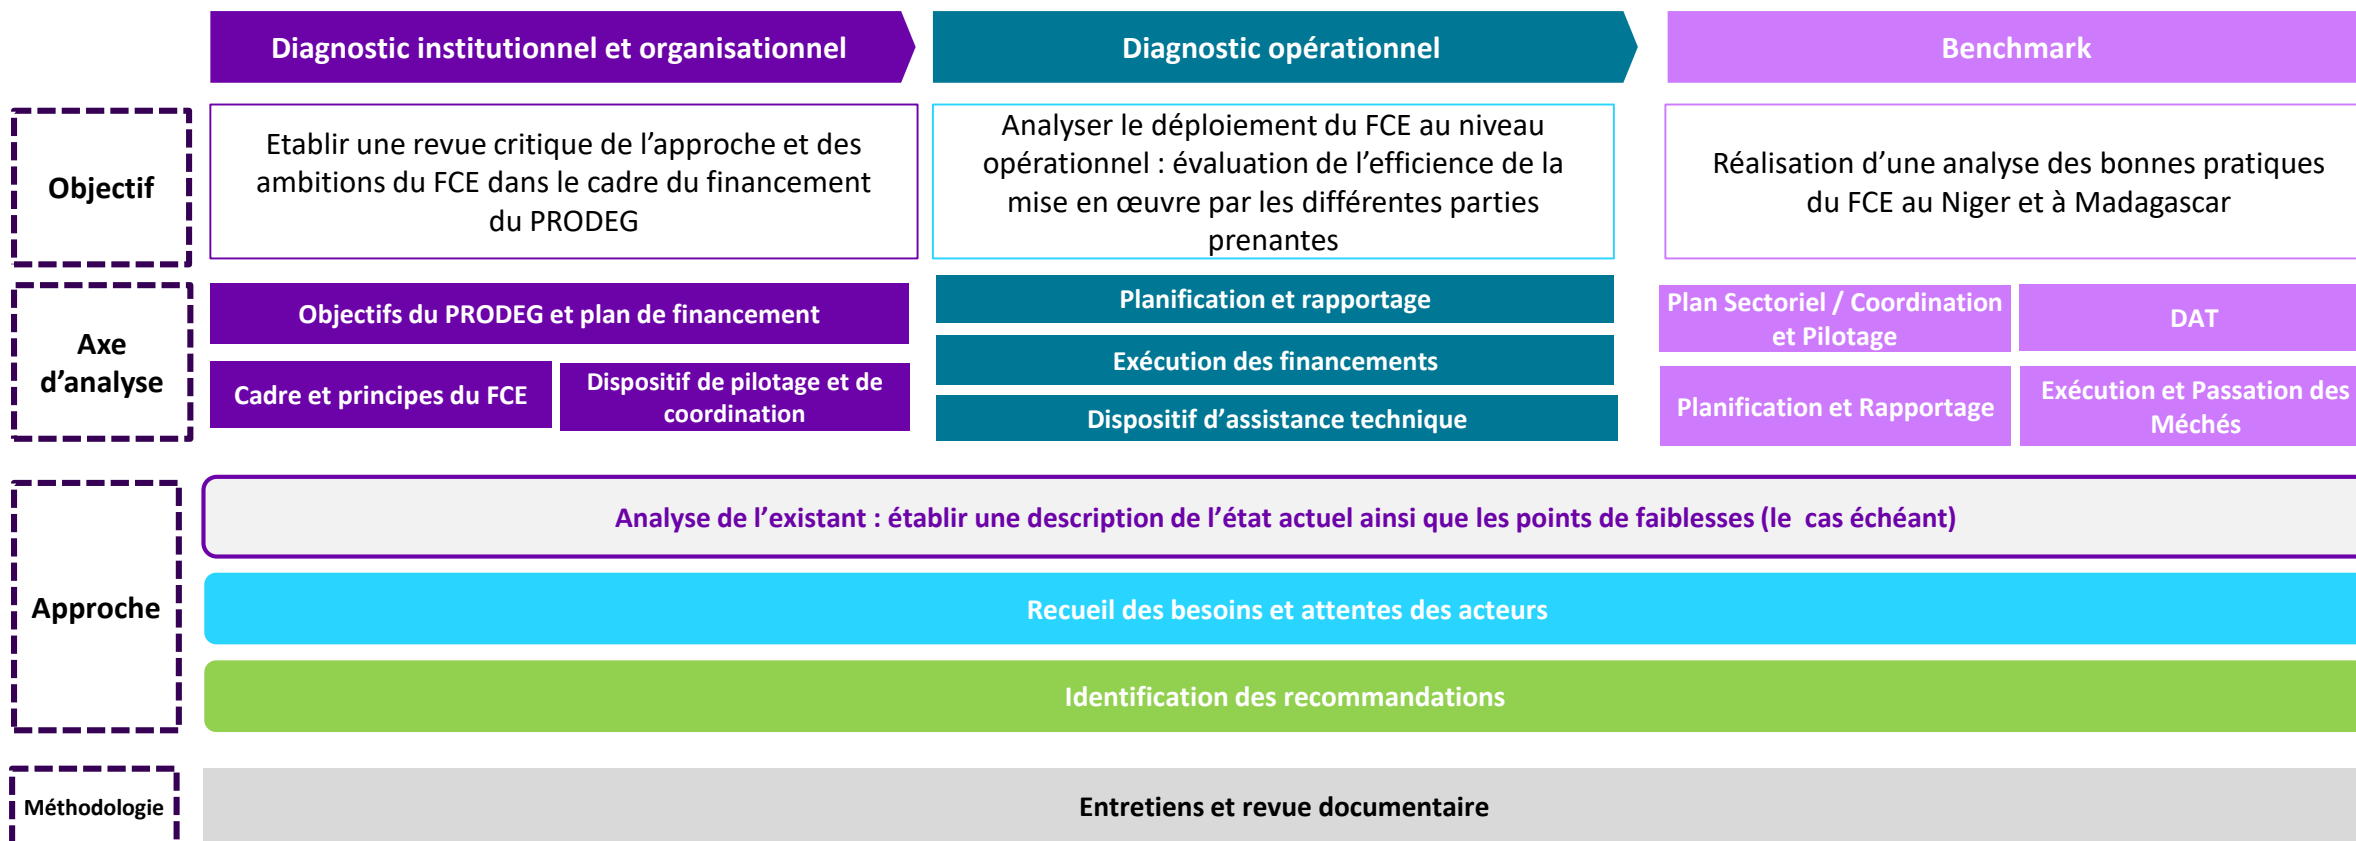 Diagnostic institutionnel et organisationnel
Diagnostic opérationnel
Benchmark
Objectif
Etablir une revue critique de l’approche et des
ambitions du FCE dans le cadre du financement
du PRODEG
Analyser le déploiement du FCE au niveau
opérationnel : évaluation de l’efficience de la
mise en œuvre par les différentes parties
prenantes
Réalisation d’une analyse des bonnes pratiques
du FCE au Niger et à Madagascar
Axe
d’analyse
Objectifs du PRODEG et plan de financement
Cadre et principes du FCE
Dispositif de pilotage et de
coordination
Planification et rapportage
Exécution des financements
Dispositif d’assistance technique
Plan Sectoriel / Coordination
et Pilotage
DAT
Planification et Rapportage
Exécution et Passation des
Méchés
Approche
Analyse de l’existant : établir une description de l’état actuel ainsi que les points de faiblesses (le cas échéant)
Recueil des besoins et attentes des acteurs
Identification des recommandations
Méthodologie
Entretiens et revue documentaire